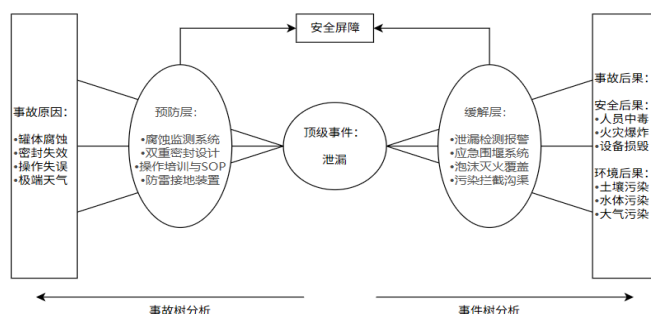 安全屏障
事故原因：
•罐体腐蚀
•密封失效
•操作失误
•极端天气
预防层：
•腐蚀监测系统
•双重密封设计
•操作培训与SOP
•防雷接地装置
顶级事件：
泄漏
缓解层：
•泄漏检测报警
•应急围堰系统
•泡沫灭火覆盖
•污染拦截沟渠
事故后果：
安全后果：
•人员中毒
•火灾爆炸
•设备损毁
环境后果：
•土壤污染
•水体污染
•大气污染
事故树分析
事件树分析